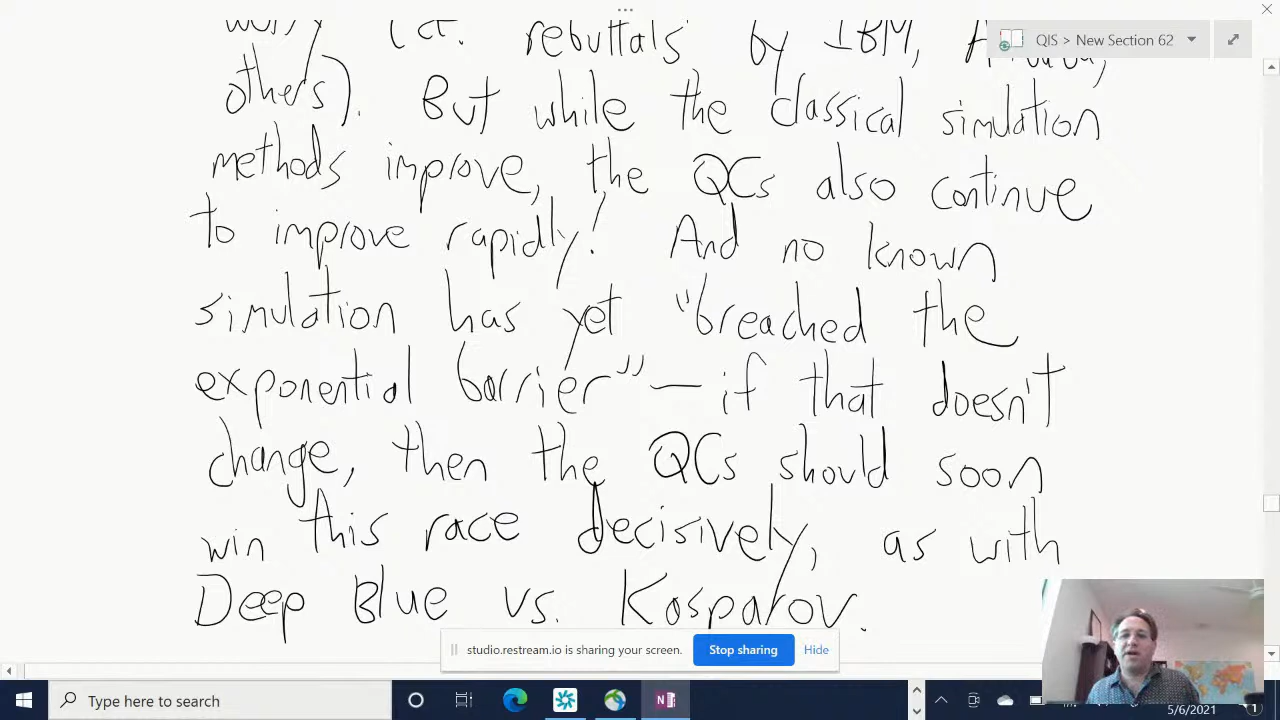 QIS > New Section 62
(cf. rebuttals by IBM,
others). But while the classical simulation
methods improve, the QCs also continue
to improve rapidly! And no known
simulation has yet "breached the
exponential barrier" — if that doesn't
change, then the QCs should soon
win this race decisively, as with
Deep Blue vs. Kasparov.
studio.restream.io is sharing your screen. Stop sharing Hide
Type here to search
5/6/2021